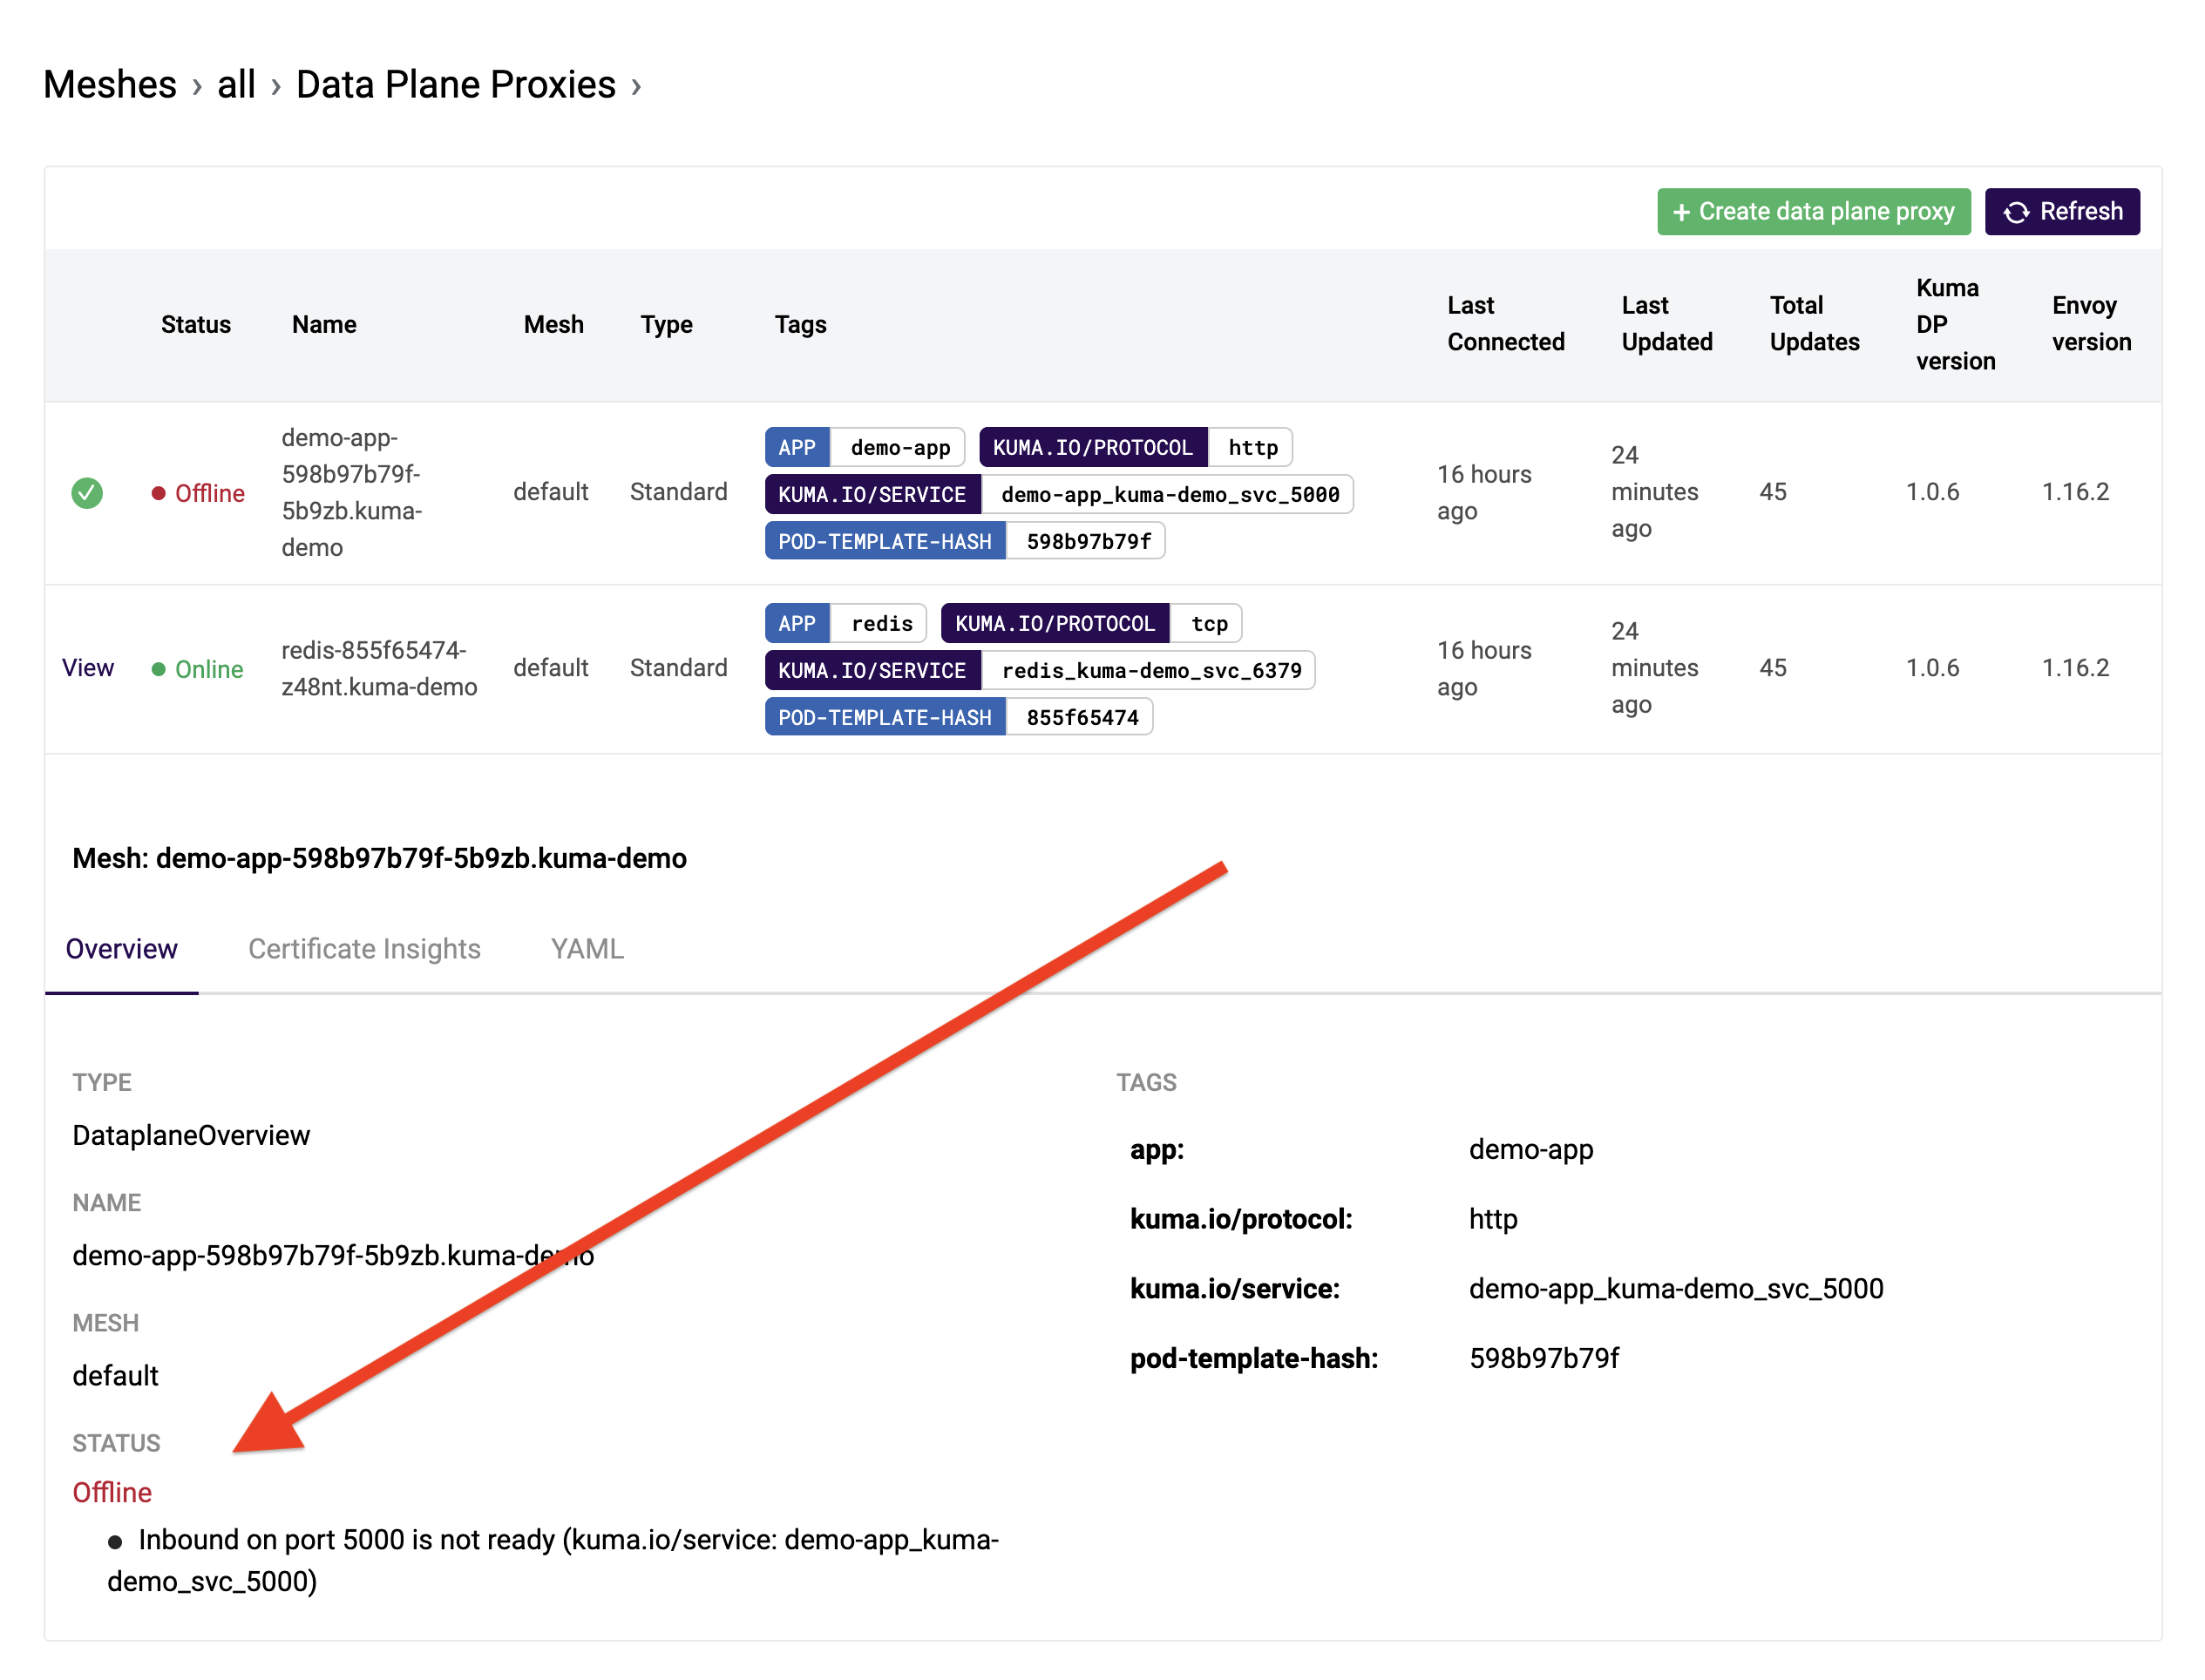 Meshes › all › Data Plane Proxies ›
+ Create data plane proxy Refresh
Status Name Mesh Type Tags Last Connected Last Updated Total Updates Kuma DP version Envoy version
demo-app-
598b97b79f-
5b9zb.kuma-
demo
Offline
default
Standard
APP demo-app KUMA.IO/PROTOCOL http
KUMA.IO/SERVICE demo-app_kuma-demo_svc_5000
POD-TEMPLATE-HASH 598b97b79f
16 hours
ago
24
minutes
ago
45
1.0.6
1.16.2
View
Online
redis-855f65474-
z48nt.kuma-demo
default
Standard
APP redis KUMA.IO/PROTOCOL tcp
KUMA.IO/SERVICE redis_kuma-demo_svc_6379
POD-TEMPLATE-HASH 855f65474
16 hours
ago
24
minutes
ago
45
1.0.6
1.16.2
Mesh: demo-app-598b97b79f-5b9zb.kuma-demo
Overview Certificate Insights YAML
TYPE
DataplaneOverview
NAME
demo-app-598b97b79f-5b9zb.kuma-demo
MESH
default
STATUS
Offline
● Inbound on port 5000 is not ready (kuma.io/service: demo-app_kuma-
demo_svc_5000)
TAGS
app: demo-app
kuma.io/protocol: http
kuma.io/service: demo-app_kuma-demo_svc_5000
pod-template-hash: 598b97b79f